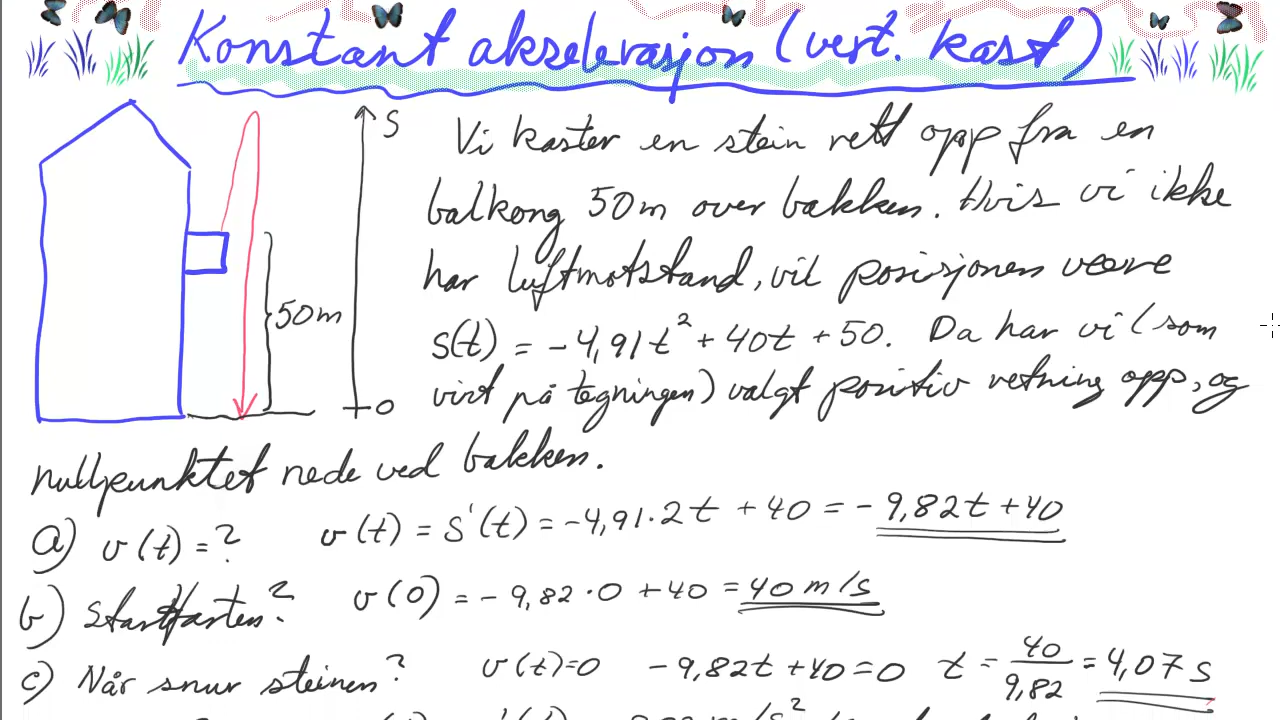 Konstant akselerasjon (vert. kast)
s
Vi kaster en stein rett opp fra en
balkong 50m over bakken. Hvis vi ikke
har luftmotstand, vil posisjonen være
50m
s(t) = -4,91t² + 40t + 50. Da har vi (som
vist på tegningen) valgt positiv retning opp, og
0
nullpunktet nede ved bakken.
a) v(t) = ? v(t) = s'(t) = -4,91·2t + 40 = -9,82t + 40
b) Startfarten? v(0) = -9,82·0 + 40 = 40 m/s
c) Når snur steinen? v(t)=0 -9,82t + 40 = 0 t = 40/9,82 = 4,07 s